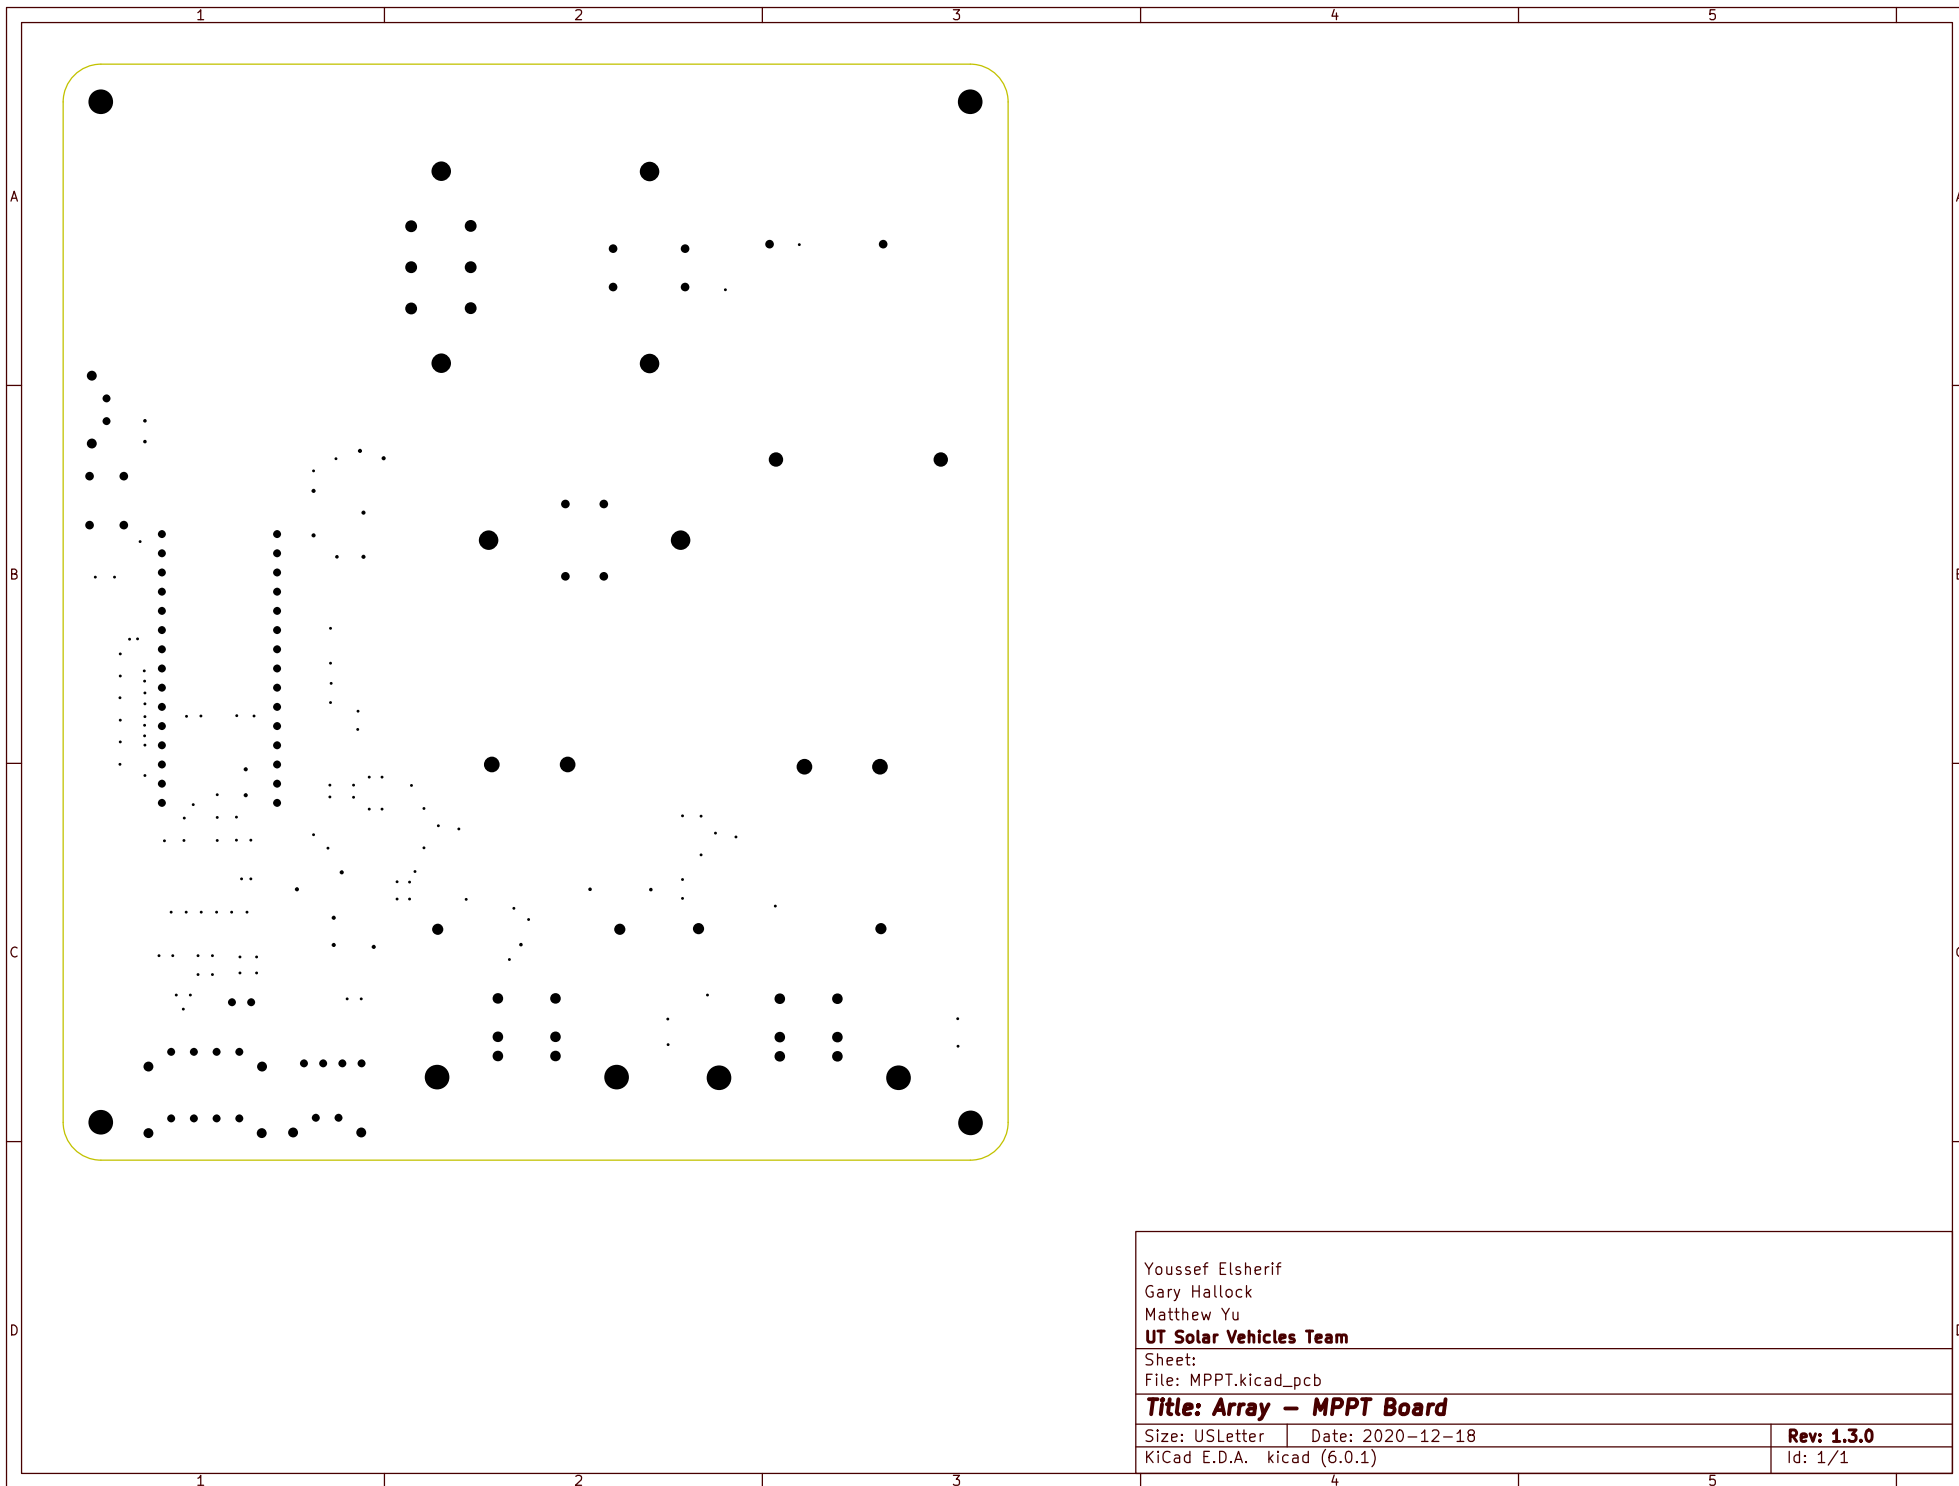 1 2 3 4 5
A A
B B
C C
D D
Youssef Elsherif
Gary Hallock
Matthew Yu
UT Solar Vehicles Team
Sheet:
File: MPPT.kicad_pcb
Title: Array – MPPT Board
Size: USLetter Date: 2020–12–18 Rev: 1.3.0
KiCad E.D.A. kicad (6.0.1) Id: 1/1
1 2 3 4 5